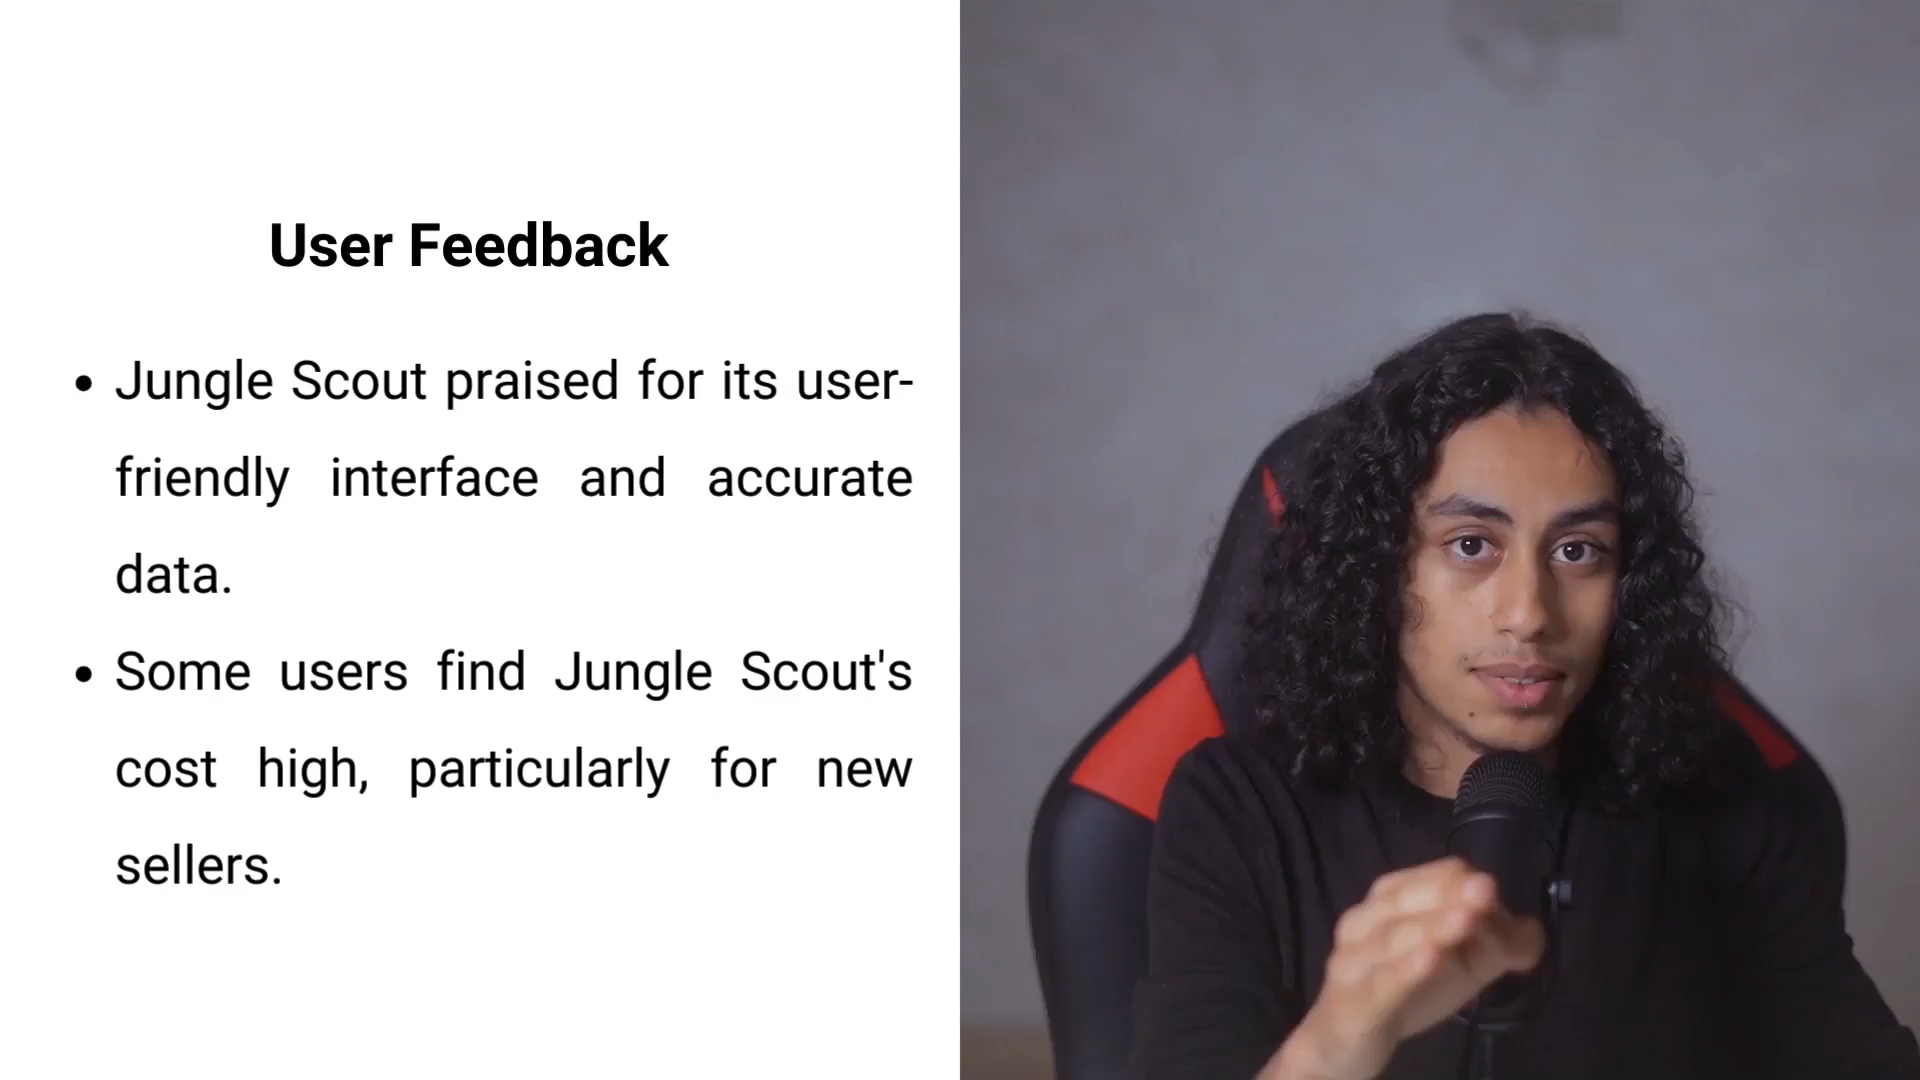 User Feedback
• Jungle Scout praised for its user-
friendly interface and accurate
data.
• Some users find Jungle Scout's
cost high, particularly for new
sellers.